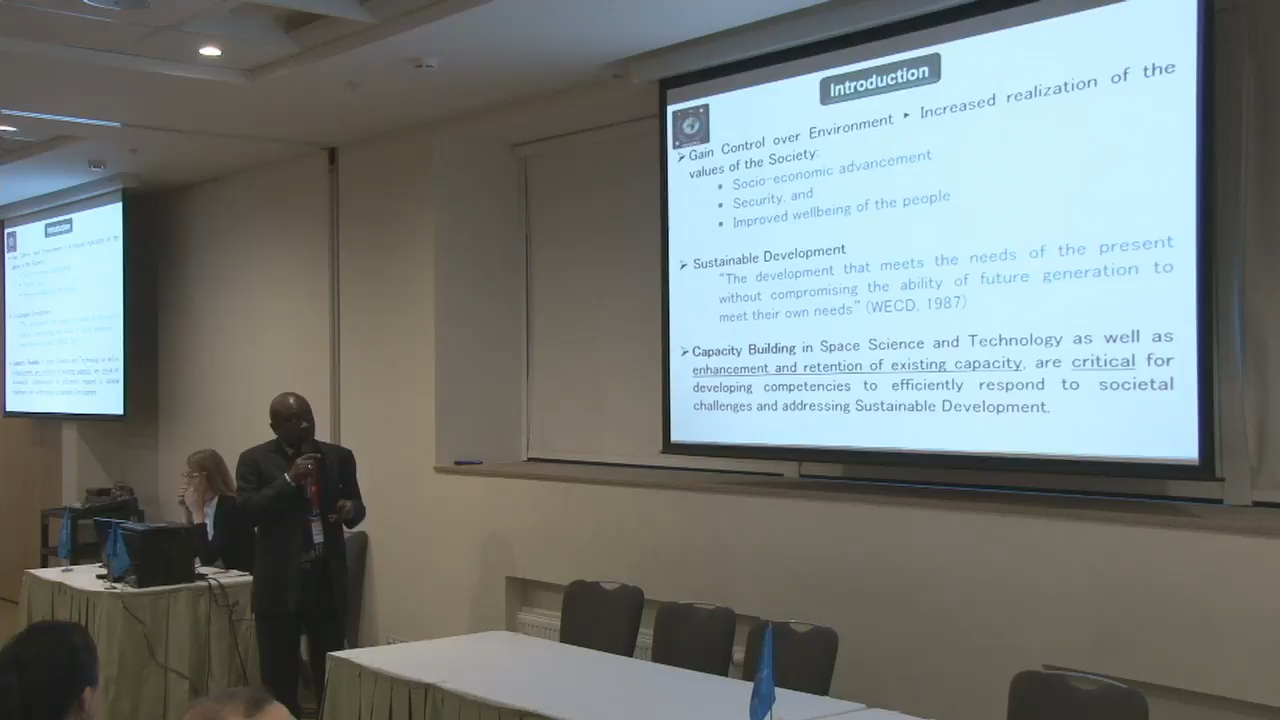 Introduction
➢ Gain Control over Environment ▸ Increased realization of the
values of the Society:
▪ Socio-economic advancement
▪ Security, and
▪ Improved wellbeing of the people
➢ Sustainable Development
“The development that meets the needs of the present
without compromising the ability of future generation to
meet their own needs” (WECD, 1987)
➢ Capacity Building in Space Science and Technology as well as
enhancement and retention of existing capacity, are critical for
developing competencies to efficiently respond to societal
challenges and addressing Sustainable Development.
Introduction